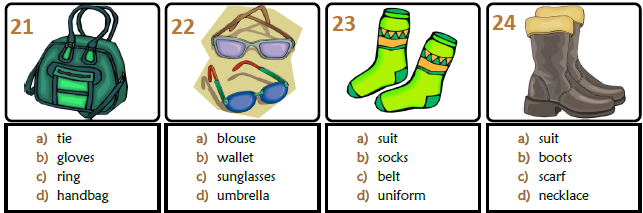 21
22
23
24
a) tie
b) gloves
c) ring
d) handbag
a) blouse
b) wallet
c) sunglasses
d) umbrella
a) suit
b) socks
c) belt
d) uniform
a) suit
b) boots
c) scarf
d) necklace